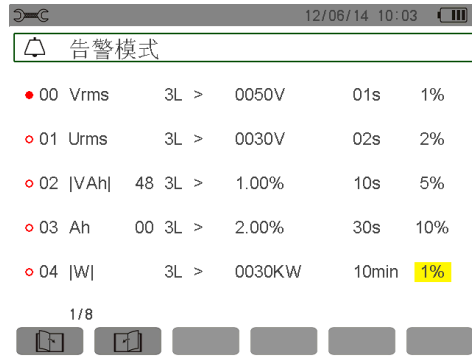 12/06/14 10:03
告警模式
00 Vrms 3L > 0050V 01s 1%
01 Urms 3L > 0030V 02s 2%
02 |VAh| 48 3L > 1.00% 10s 5%
03 Ah 00 3L > 2.00% 30s 10%
04 |W| 3L > 0030KW 10min 1%
1/8